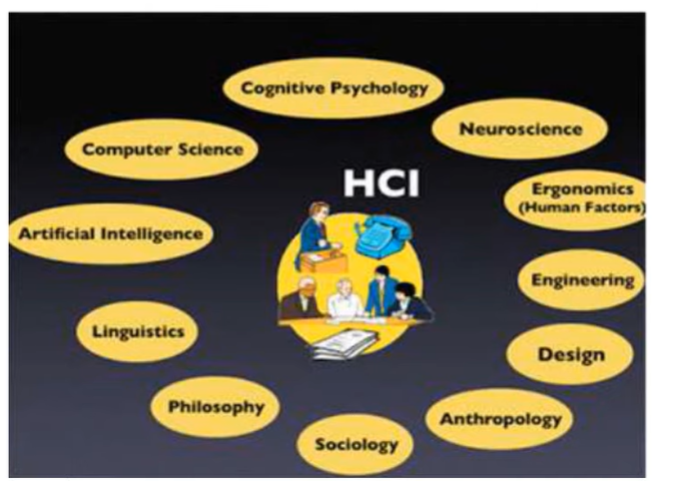 Cognitive Psychology
Neuroscience
Computer Science
HCI
Ergonomics
(Human Factors)
Artificial Intelligence
Engineering
Linguistics
Design
Philosophy
Anthropology
Sociology